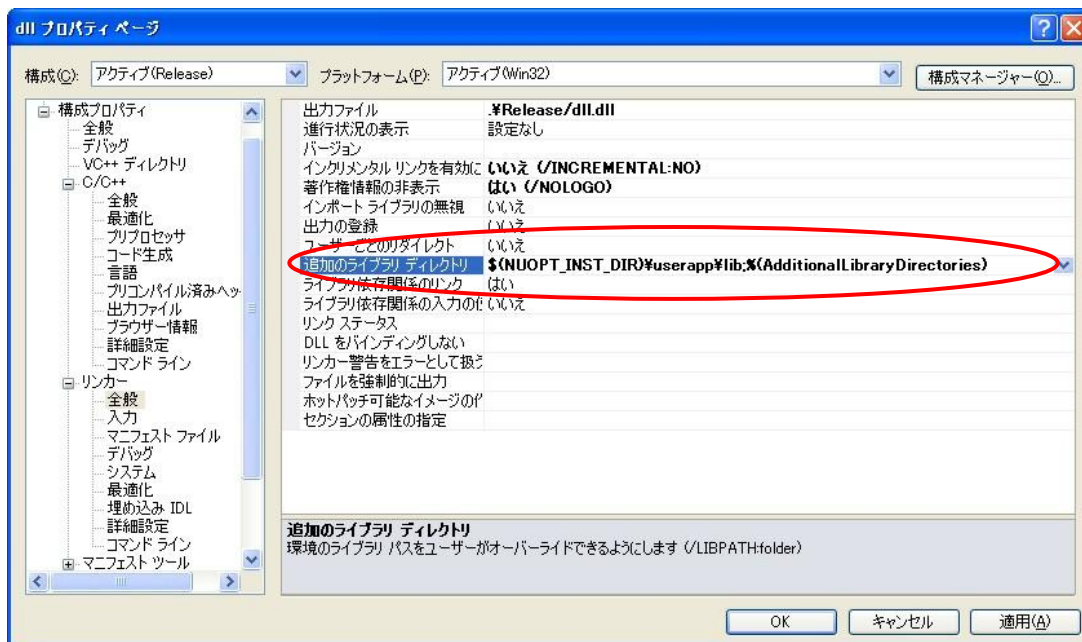 dll プロパティ ページ
構成(C): アクティブ(Release) プラットフォーム(P): アクティブ(Win32) 構成マネージャー(O)...
構成プロパティ
全般
デバッグ
VC++ ディレクトリ
C/C++
全般
最適化
プリプロセッサ
コード生成
言語
プリコンパイル済みヘッ
出力ファイル
ブラウザー情報
詳細設定
コマンド ライン
リンカー
全般
入力
マニフェスト ファイル
デバッグ
システム
最適化
埋め込み IDL
詳細設定
コマンド ライン
マニフェスト ツール
出力ファイル .¥Release/dll.dll
進行状況の表示 設定なし
バージョン
インクリメンタル リンクを有効に いいえ (/INCREMENTAL:NO)
著作権情報の非表示 はい (/NOLOGO)
インポート ライブラリの無視 いいえ
出力の登録 いいえ
ユーザーごとのリダイレクト いいえ
追加のライブラリ ディレクトリ $(NUOPT_INST_DIR)¥userapp¥lib;%(AdditionalLibraryDirectories)
ライブラリ依存関係のリンク はい
ライブラリ依存関係の入力の いいえ
リンク ステータス
DLL をバインディングしない
リンカー警告をエラーとして扱う
ファイルを強制的に出力
ホットパッチ可能なイメージの作
セクションの属性の指定
追加のライブラリ ディレクトリ
環境のライブラリ パスをユーザーがオーバーライドできるようにします (/LIBPATH:folder)
OK キャンセル 適用(A)